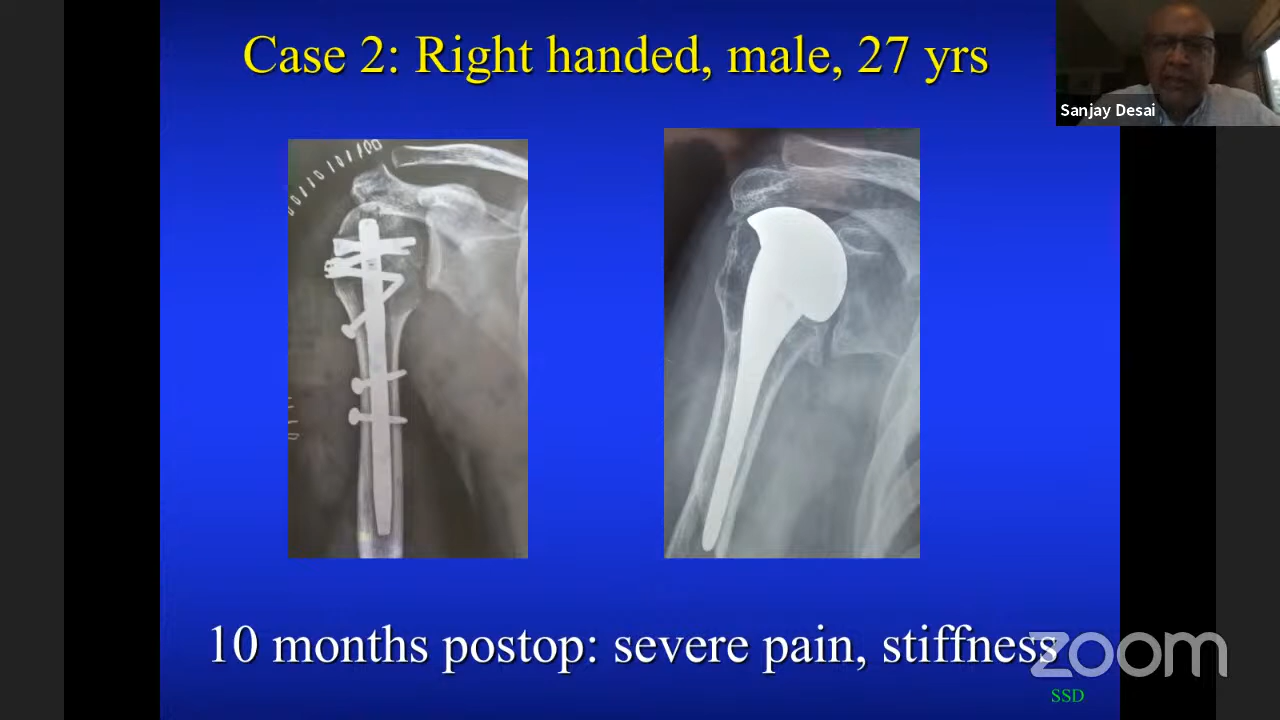 Case 2: Right handed, male, 27 yrs
Sanjay Desai
10 months postop: severe pain, stiffness
zoom
SSD